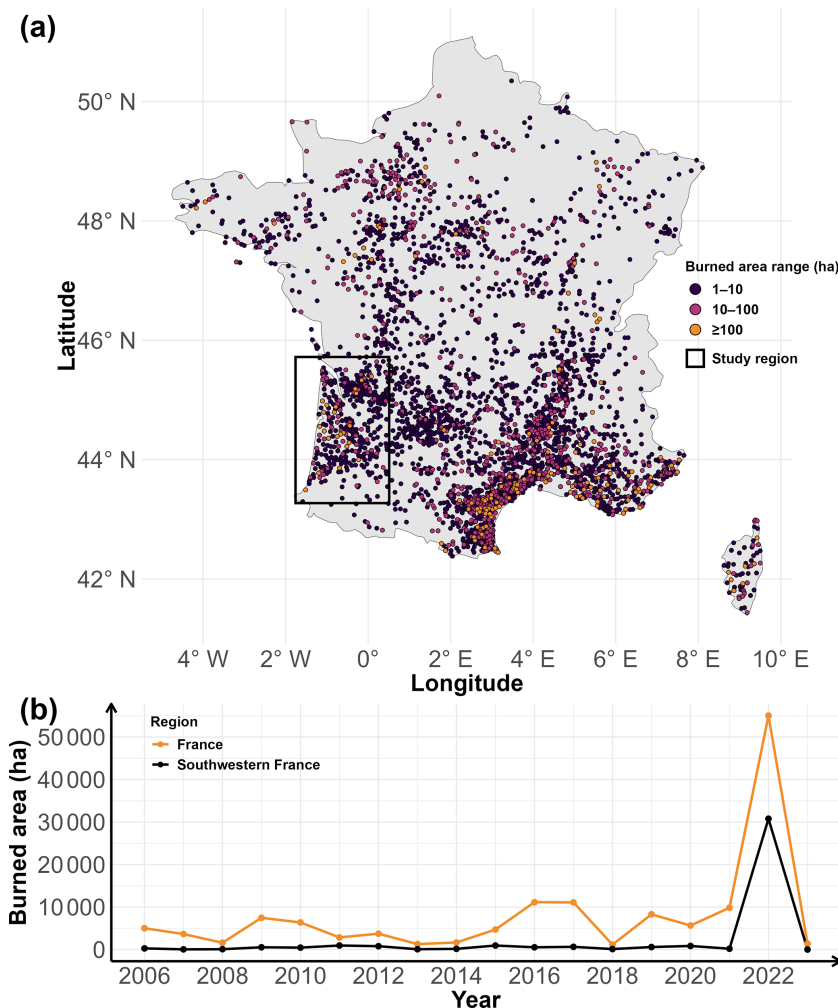 (a)
50° N
48° N
46° N
44° N
42° N
Latitude
Burned area range (ha)
1–10
10–100
≥100
Study region
4° W 2° W 0° 2° E 4° E 6° E 8° E 10° E
Longitude
(b)
Region
France
Southwestern France
50 000
40 000
30 000
20 000
10 000
0
Burned area (ha)
2006 2008 2010 2012 2014 2016 2018 2020 2022
Year